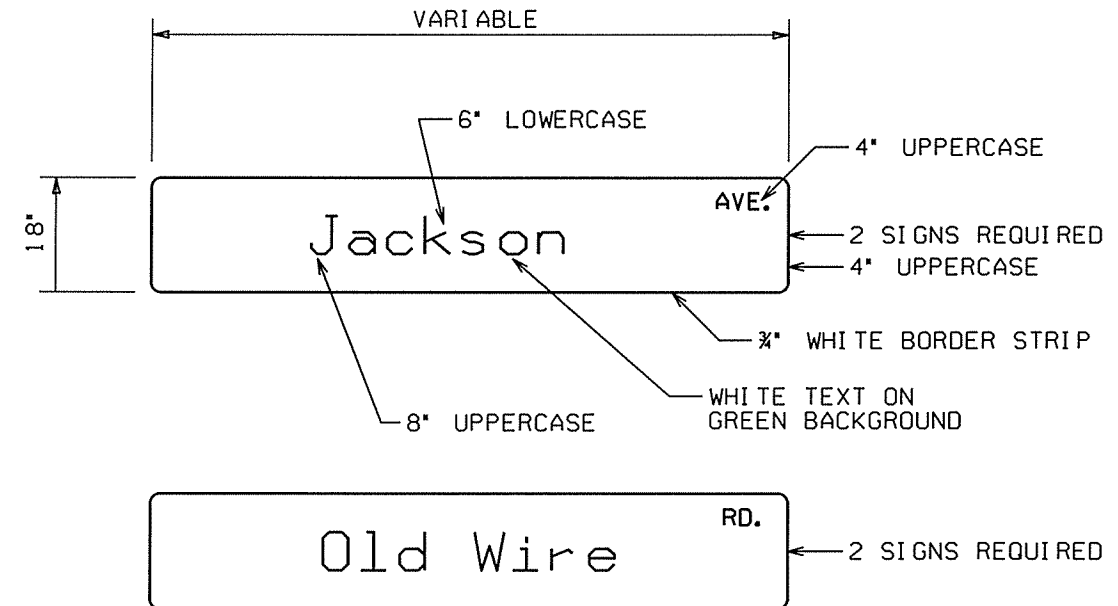 VARIABLE
6" LOWERCASE
4" UPPERCASE
18"
AVE.
Jackson
2 SIGNS REQUIRED
4" UPPERCASE
¾" WHITE BORDER STRIP
WHITE TEXT ON
GREEN BACKGROUND
8" UPPERCASE
RD.
Old Wire
2 SIGNS REQUIRED